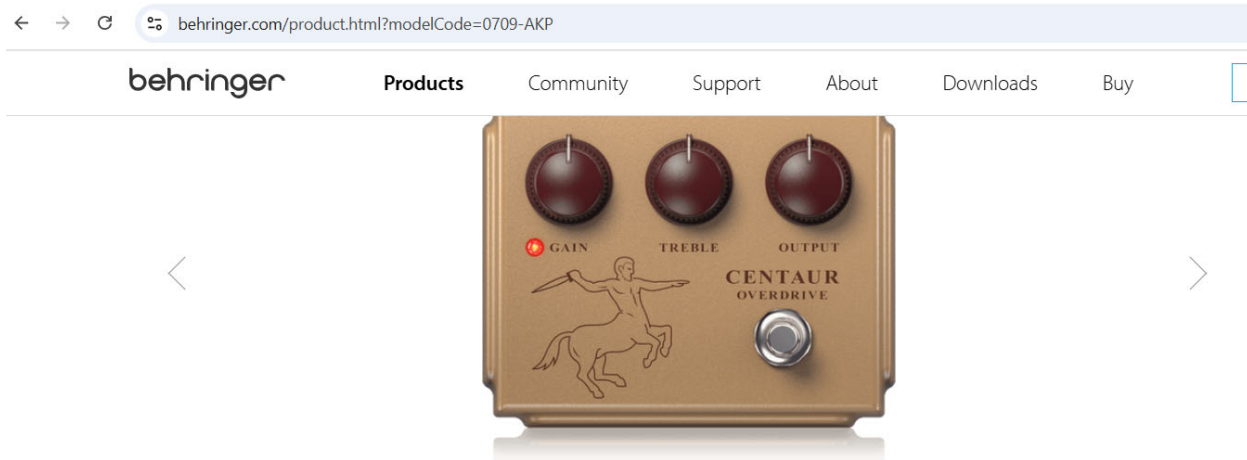 behringer.com/product.html?modelCode=0709-AKP
behringer Products Community Support About Downloads Buy
GAIN TREBLE OUTPUT
CENTAUR
OVERDRIVE